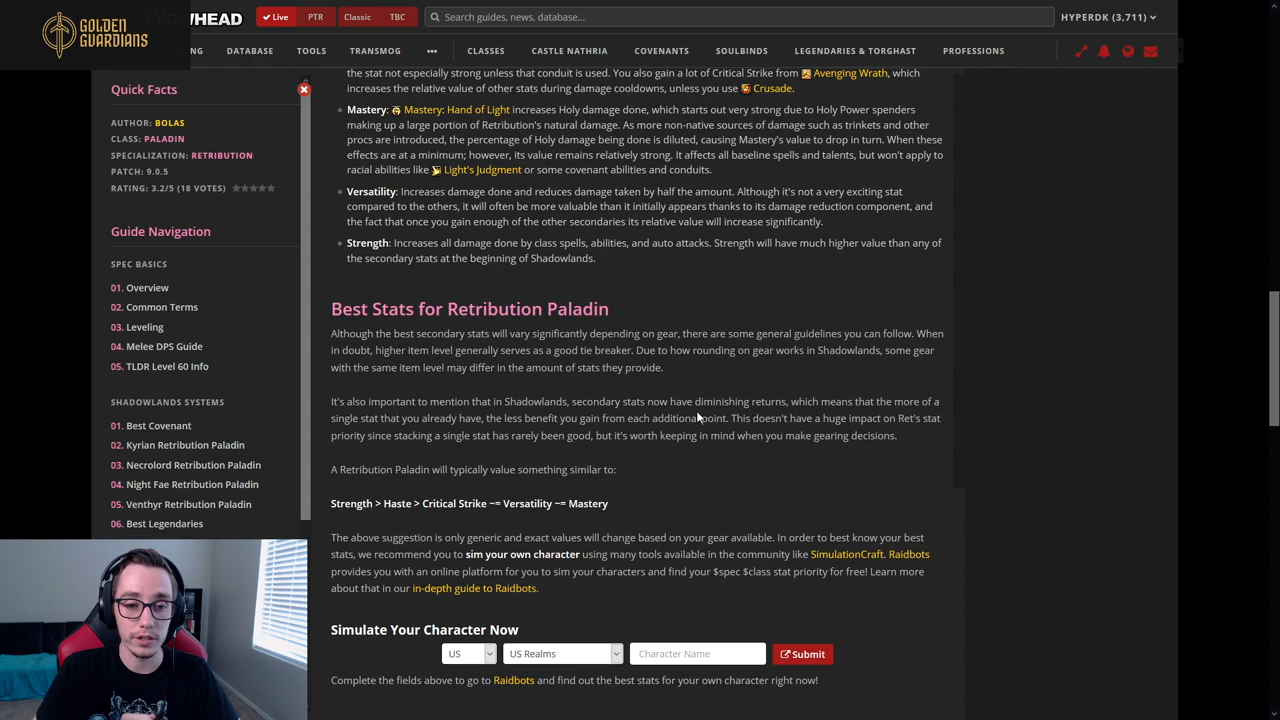 GOLDEN
GUARDIANS
HEAD
Live
PTR
Classic
TBC
Search guides, news, database...
HYPERDK (3,711)
NG
DATABASE
TOOLS
TRANSMOG
•••
CLASSES
CASTLE NATHRIA
COVENANTS
SOULBINDS
LEGENDARIES & TORGHAST
PROFESSIONS
Quick Facts
AUTHOR: BOLAS
CLASS: PALADIN
SPECIALIZATION: RETRIBUTION
PATCH: 9.0.5
RATING: 3.2/5 (18 VOTES)
Guide Navigation
SPEC BASICS
01. Overview
02. Common Terms
03. Leveling
04. Melee DPS Guide
05. TLDR Level 60 Info
SHADOWLANDS SYSTEMS
01. Best Covenant
02. Kyrian Retribution Paladin
03. Necrolord Retribution Paladin
04. Night Fae Retribution Paladin
05. Venthyr Retribution Paladin
06. Best Legendaries
the stat not especially strong unless that conduit is used. You also gain a lot of Critical Strike from Avenging Wrath, which
increases the relative value of other stats during damage cooldowns, unless you use Crusade.
Mastery: Mastery: Hand of Light increases Holy damage done, which starts out very strong due to Holy Power spenders
making up a large portion of Retribution's natural damage. As more non-native sources of damage such as trinkets and other
procs are introduced, the percentage of Holy damage being done is diluted, causing Mastery's value to drop in turn. When these
effects are at a minimum; however, its value remains relatively strong. It affects all baseline spells and talents, but won't apply to
racial abilities like Light's Judgment or some covenant abilities and conduits.
Versatility: Increases damage done and reduces damage taken by half the amount. Although it's not a very exciting stat
compared to the others, it will often be more valuable than it initially appears thanks to its damage reduction component, and
the fact that once you gain enough of the other secondaries its relative value will increase significantly.
Strength: Increases all damage done by class spells, abilities, and auto attacks. Strength will have much higher value than any of
the secondary stats at the beginning of Shadowlands.
Best Stats for Retribution Paladin
Although the best secondary stats will vary significantly depending on gear, there are some general guidelines you can follow. When
in doubt, higher item level generally serves as a good tie breaker. Due to how rounding on gear works in Shadowlands, some gear
with the same item level may differ in the amount of stats they provide.
It's also important to mention that in Shadowlands, secondary stats now have diminishing returns, which means that the more of a
single stat that you already have, the less benefit you gain from each additional point. This doesn't have a huge impact on Ret's stat
priority since stacking a single stat has rarely been good, but it's worth keeping in mind when you make gearing decisions.
A Retribution Paladin will typically value something similar to:
Strength > Haste > Critical Strike ~= Versatility ~= Mastery
The above suggestion is only generic and exact values will change based on your gear available. In order to best know your best
stats, we recommend you to sim your own character using many tools available in the community like SimulationCraft. Raidbots
provides you with an online platform for you to sim your characters and find your $spec $class stat priority for free! Learn more
about that in our in-depth guide to Raidbots.
Simulate Your Character Now
US
US Realms
Character Name
Submit
Complete the fields above to go to Raidbots and find out the best stats for your own character right now!